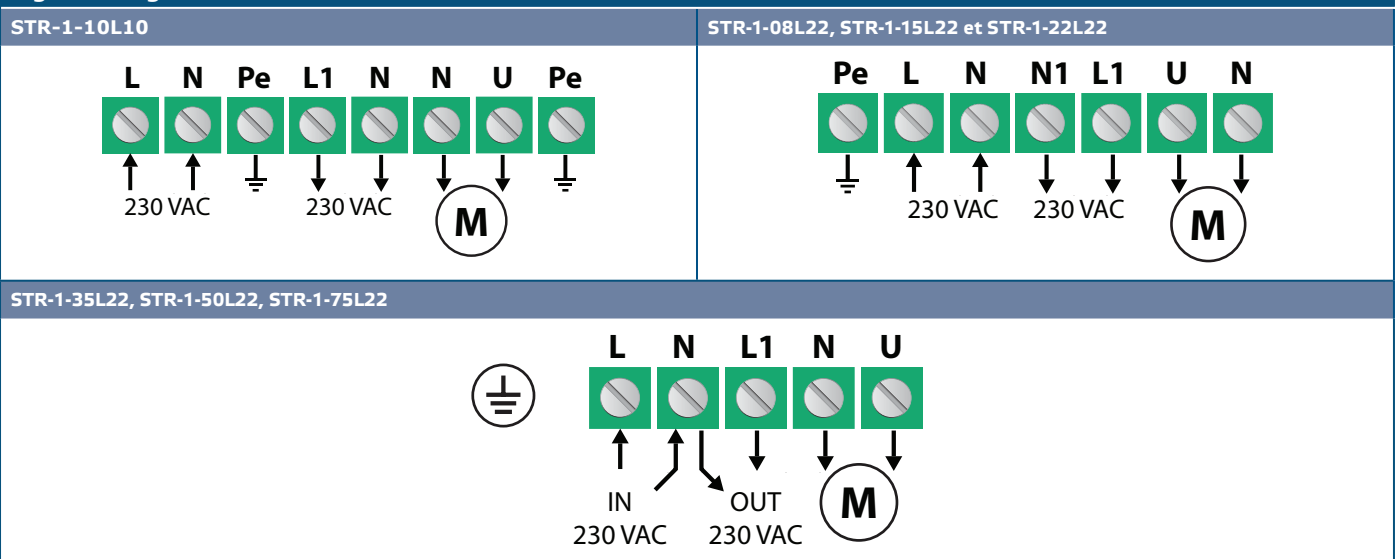 STR-1-10L10
L N Pe L1 N N U Pe
230 VAC 230 VAC
M
STR-1-08L22, STR-1-15L22 et STR-1-22L22
Pe L N N1 L1 U N
230 VAC 230 VAC
M
STR-1-35L22, STR-1-50L22, STR-1-75L22
L N L1 N U
IN OUT
230 VAC 230 VAC
M